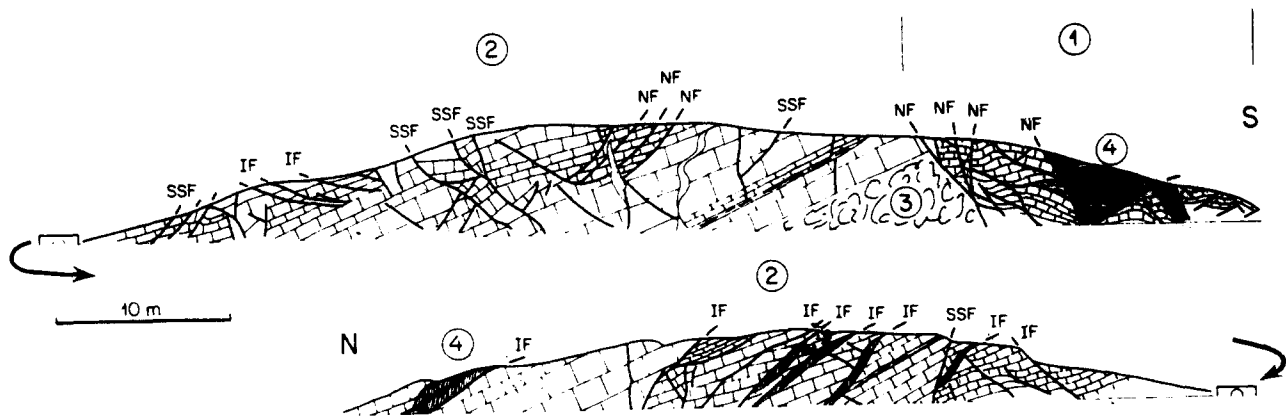 ② ①
NF
NF NF
SSF SSF SSF SSF NF NF NF NF
S
IF IF ④
SSF
③
②
10 m
N ④ IF IF IF IF IF IF SSF IF IF